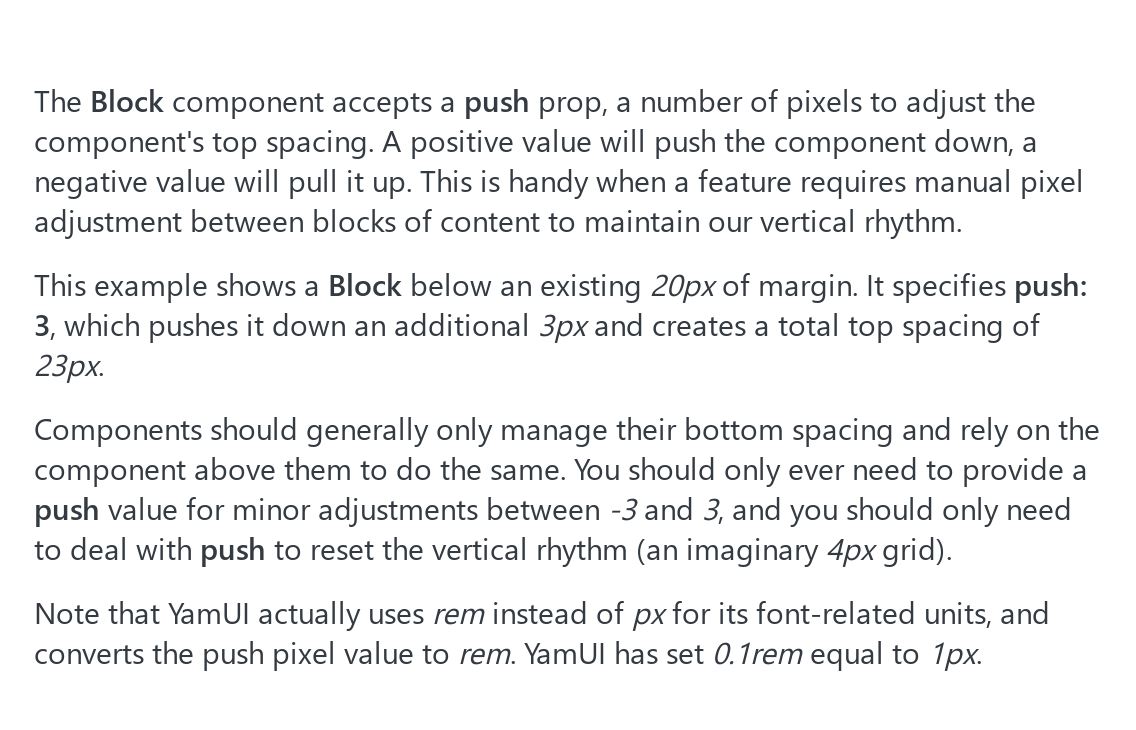 The Block component accepts a push prop, a number of pixels to adjust the
component's top spacing. A positive value will push the component down, a
negative value will pull it up. This is handy when a feature requires manual pixel
adjustment between blocks of content to maintain our vertical rhythm.
This example shows a Block below an existing 20px of margin. It specifies push:
3, which pushes it down an additional 3px and creates a total top spacing of
23px.
Components should generally only manage their bottom spacing and rely on the
component above them to do the same. You should only ever need to provide a
push value for minor adjustments between -3 and 3, and you should only need
to deal with push to reset the vertical rhythm (an imaginary 4px grid).
Note that YamUI actually uses rem instead of px for its font-related units, and
converts the push pixel value to rem. YamUI has set 0.1rem equal to 1px.